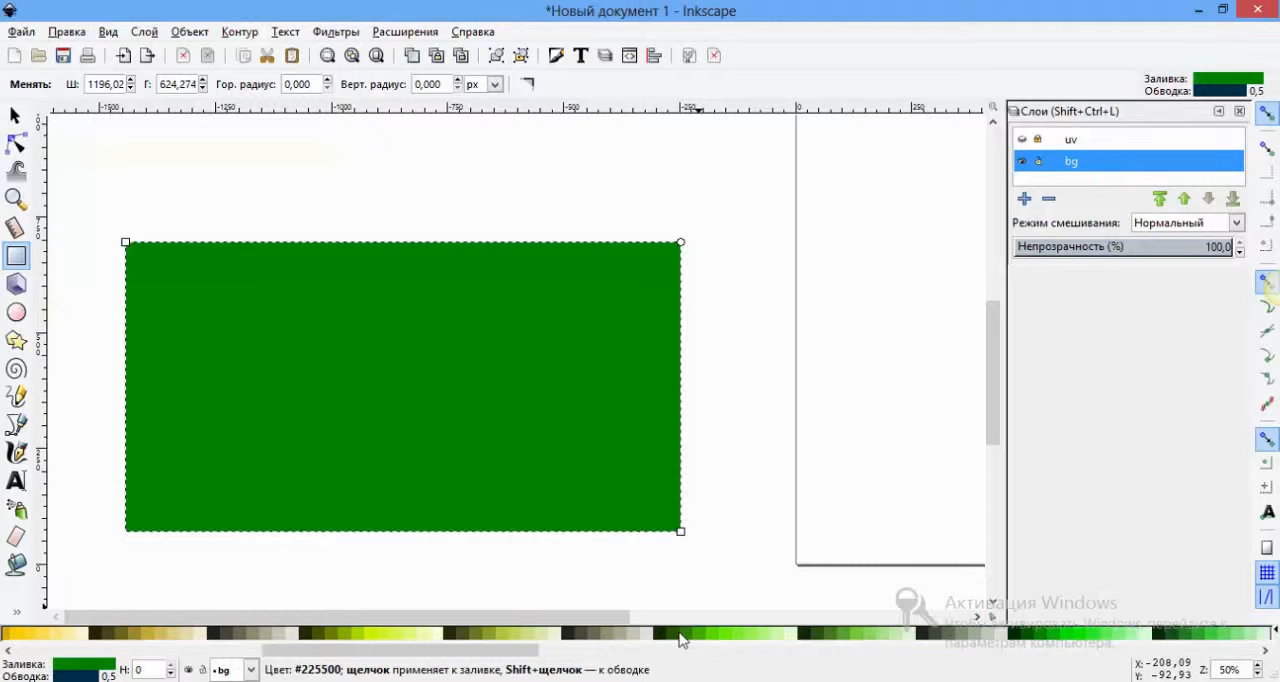 *Новый документ 1 - Inkscape
Файл Правка Вид Слой Объект Контур Текст Фильтры Расширения Справка
Менять: Ш: 1196,02 Г: 624,274 Гор. радиус: 0,000 Верт. радиус: 0,000 px
Заливка:
Обводка: 0,5
-1500 -1250 -1000 -750 -500 -250 0 250
Слои (Shift+Ctrl+L)
uv
bg
Режим смешивания: Нормальный
Непрозрачность (%) 100,0
Активация Windows
параметрам компьютера.
Заливка:
Обводка: 0,5
Н: 0
•bg
Цвет: #225500; щелчок применяет к заливке, Shift+щелчок — к обводке
X: -208,09
Y: -92,93
Z: 50%